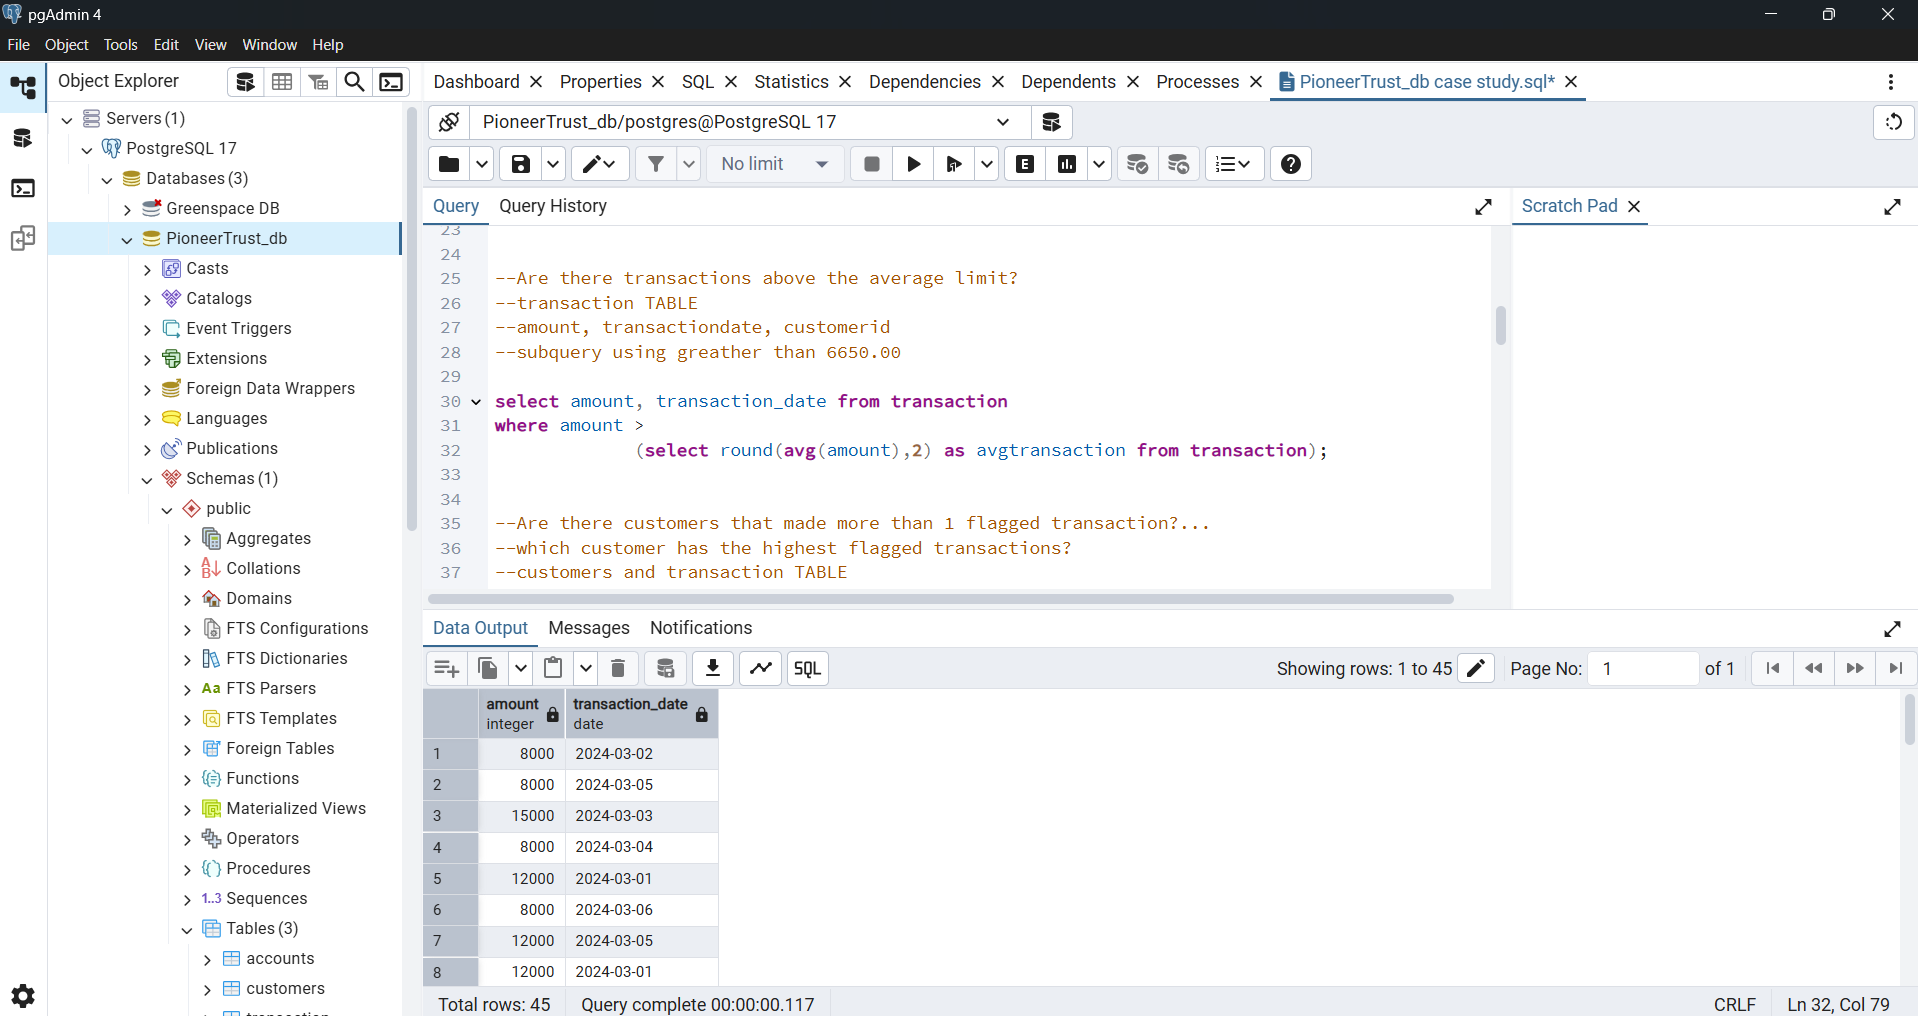 pgAdmin 4
File Object Tools Edit View Window Help
Object Explorer
Dashboard Properties SQL Statistics Dependencies Dependents Processes PioneerTrust_db case study.sql*
Servers (1)
PostgreSQL 17
Databases (3)
Greenspace DB
PioneerTrust_db
Casts
Catalogs
Event Triggers
Extensions
Foreign Data Wrappers
Languages
Publications
Schemas (1)
public
Aggregates
Collations
Domains
FTS Configurations
FTS Dictionaries
Aa FTS Parsers
FTS Templates
Foreign Tables
Functions
Materialized Views
Operators
Procedures
1..3 Sequences
Tables (3)
accounts
customers
transaction
PioneerTrust_db/postgres@PostgreSQL 17
No limit
E
Query Query History
Scratch Pad
23
24
25 --Are there transactions above the average limit?
26 --transaction TABLE
27 --amount, transactiondate, customerid
28 --subquery using greather than 6650.00
29
30 select amount, transaction_date from transaction
31 where amount >
32 (select round(avg(amount),2) as avgtransaction from transaction);
33
34
35 --Are there customers that made more than 1 flagged transaction?...
36 --which customer has the highest flagged transactions?
37 --customers and transaction TABLE
Data Output Messages Notifications
SQL
Showing rows: 1 to 45 Page No: 1 of 1
amount integer transaction_date date
1 8000 2024-03-02
2 8000 2024-03-05
3 15000 2024-03-03
4 8000 2024-03-04
5 12000 2024-03-01
6 8000 2024-03-06
7 12000 2024-03-05
8 12000 2024-03-01
Total rows: 45 Query complete 00:00:00.117
CRLF Ln 32, Col 79